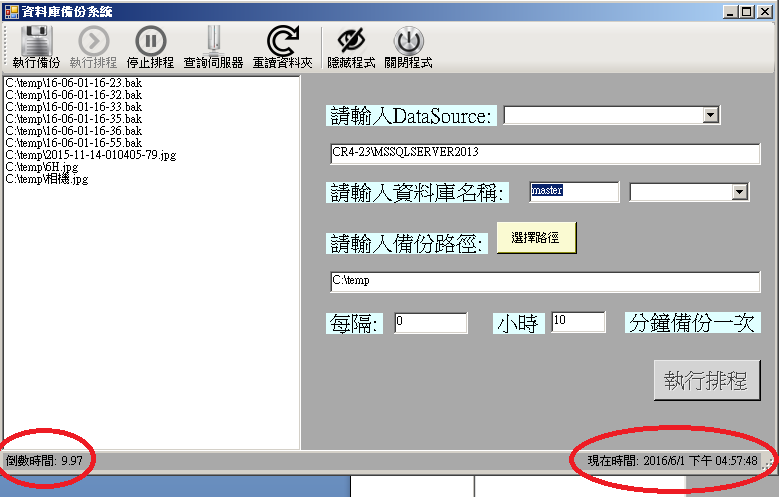 資料庫備份系統
執行備份 執行排程 停止排程 查詢伺服器 重讀資料夾 隱藏程式 關閉程式
C:\temp\16-06-01-16-23.bak
C:\temp\16-06-01-16-32.bak
C:\temp\16-06-01-16-33.bak
C:\temp\16-06-01-16-35.bak
C:\temp\16-06-01-16-36.bak
C:\temp\16-06-01-16-55.bak
C:\temp\2015-11-14-010405-79.jpg
C:\temp\6H.jpg
C:\temp\相機.jpg
請輸入DataSource:
CR4-23\MSSQLSERVER2013
請輸入資料庫名稱: master
請輸入備份路徑: 選擇路徑
C:\temp
每隔: 0 小時 10 分鐘備份一次
執行排程
倒數時間: 9.97 現在時間: 2016/6/1 下午 04:57:48